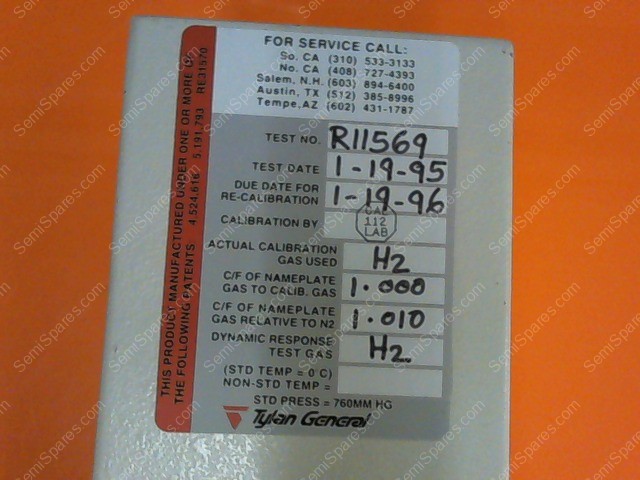 FOR SERVICE CALL:
So. CA (310) 533-3133
No. CA (408) 727-4393
Salem, N.H. (603) 894-6400
Austin, TX (512) 385-8996
Tempe, AZ (602) 431-1787
TEST NO. R11569
TEST DATE 1-19-95
DUE DATE FOR
RE-CALIBRATION 1-19-96
CALIBRATION BY CAL
112
LAB
ACTUAL CALIBRATION
GAS USED H2
C/F OF NAMEPLATE
GAS TO CALIB. GAS 1.000
C/F OF NAMEPLATE
GAS RELATIVE TO N2 1.010
DYNAMIC RESPONSE
TEST GAS H2
(STD TEMP = 0°C)
NON-STD TEMP =
STD PRESS = 760MM HG
Tylan General
THIS PRODUCT MANUFACTURED UNDER ONE OR MORE OF
THE FOLLOWING PATENTS 4,524,616 5,191,793 RE31570
SemiSpares.com